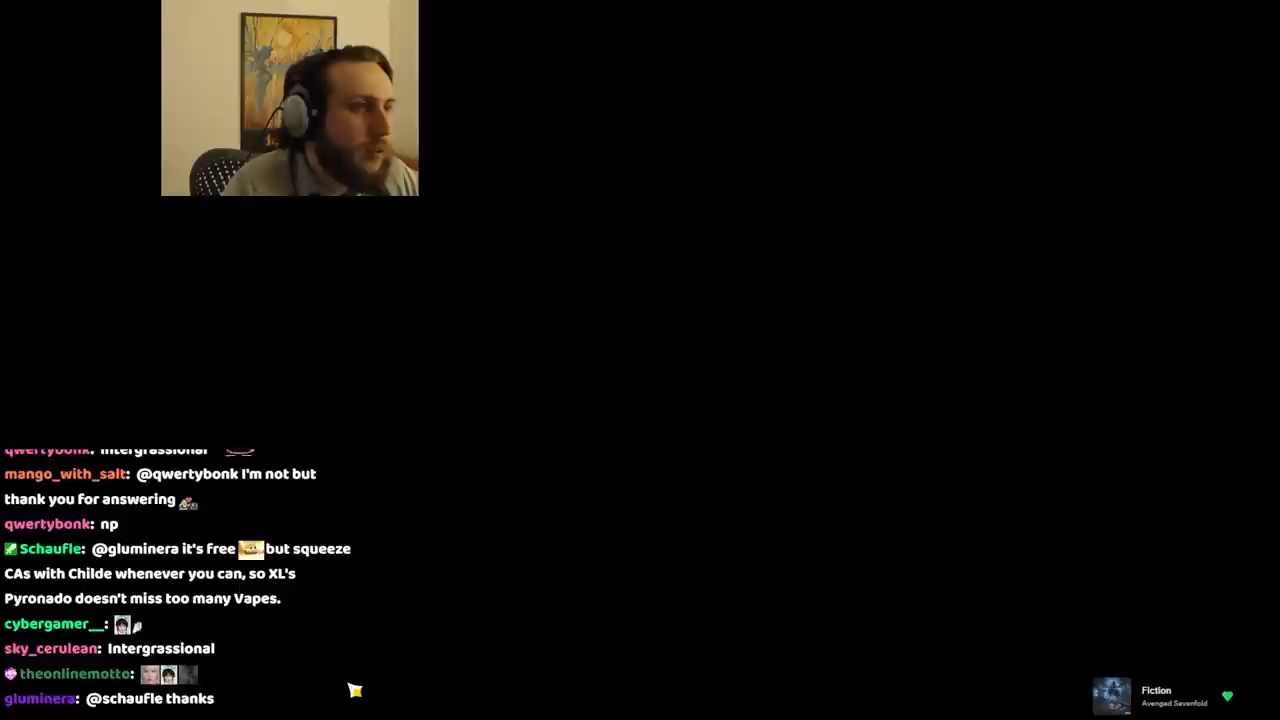 qwertybonk: Intergrassional
mango_with_salt: @qwertybonk I'm not but
thank you for answering
qwertybonk: np
Schaufle: @gluminera it's free but squeeze
CAs with Childe whenever you can, so XL's
Pyronado doesn't miss too many Vapes.
cybergamer__:
sky_cerulean: Intergrassional
theonlinemotto:
gluminera: @schaufle thanks
Fiction
Avenged Sevenfold